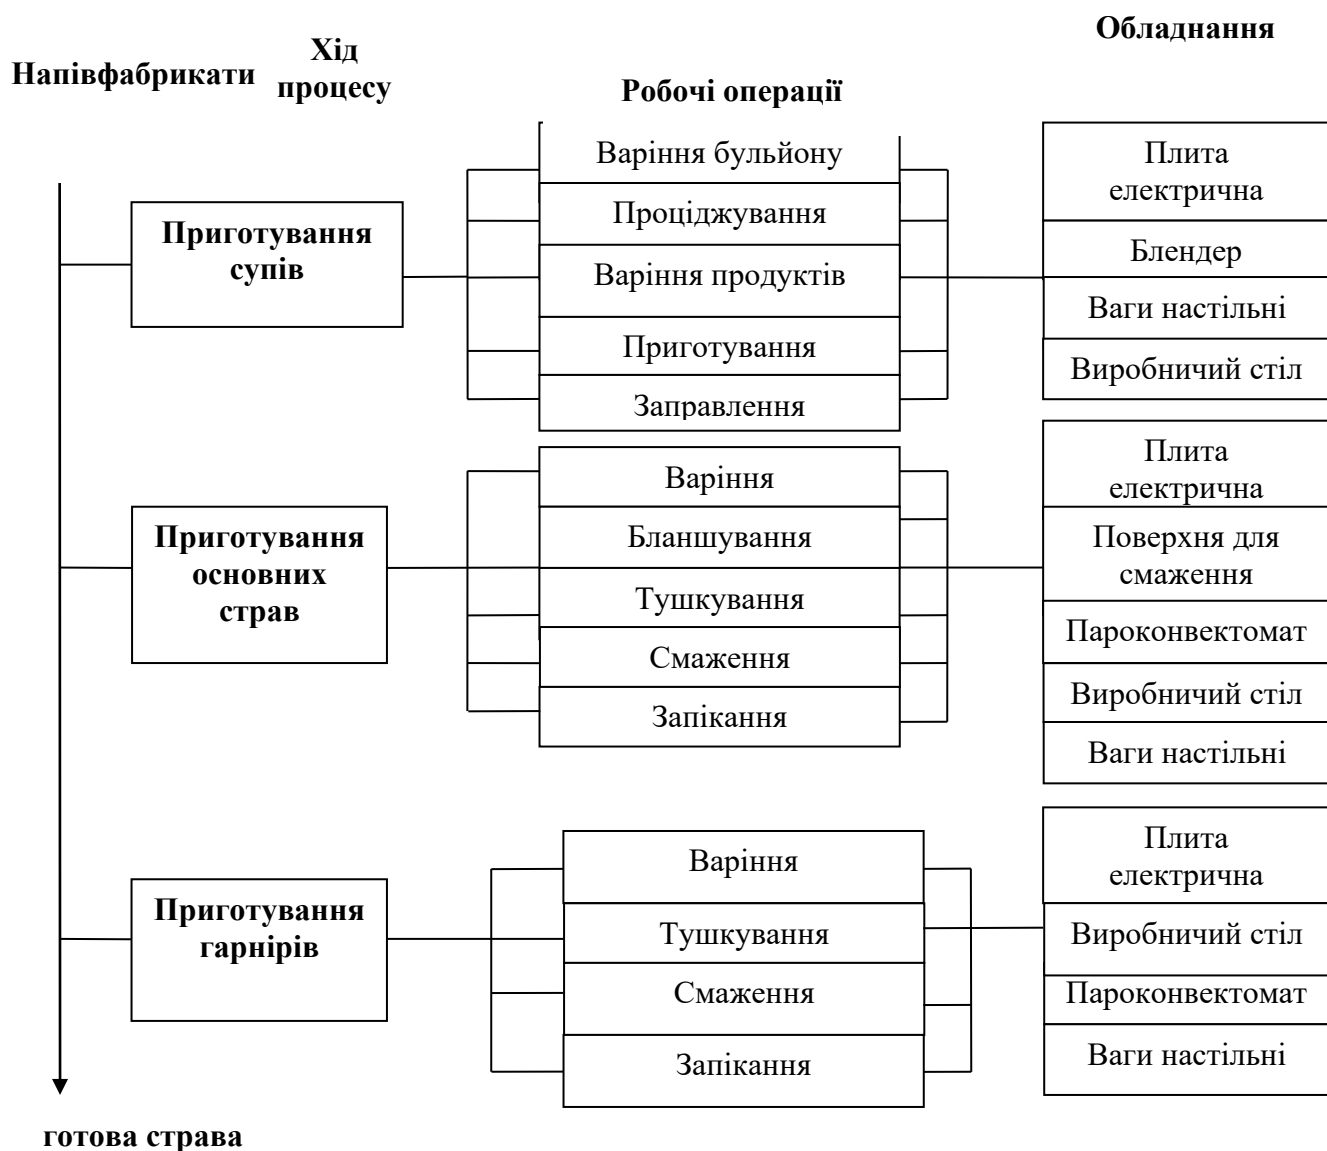 Обладнання
Хід
процесу
Напівфабрикати
Робочі операції
Приготування
супів
Варіння бульйону
Проціджування
Варіння продуктів
Приготування
Заправлення
Плита
електрична
Блендер
Ваги настільні
Виробничий стіл
Приготування
основних
страв
Варіння
Бланшування
Тушкування
Смаження
Запікання
Плита
електрична
Поверхня для
смаження
Пароконвектомат
Виробничий стіл
Ваги настільні
Приготування
гарнірів
Варіння
Тушкування
Смаження
Запікання
Плита
електрична
Виробничий стіл
Пароконвектомат
Ваги настільні
готова страва